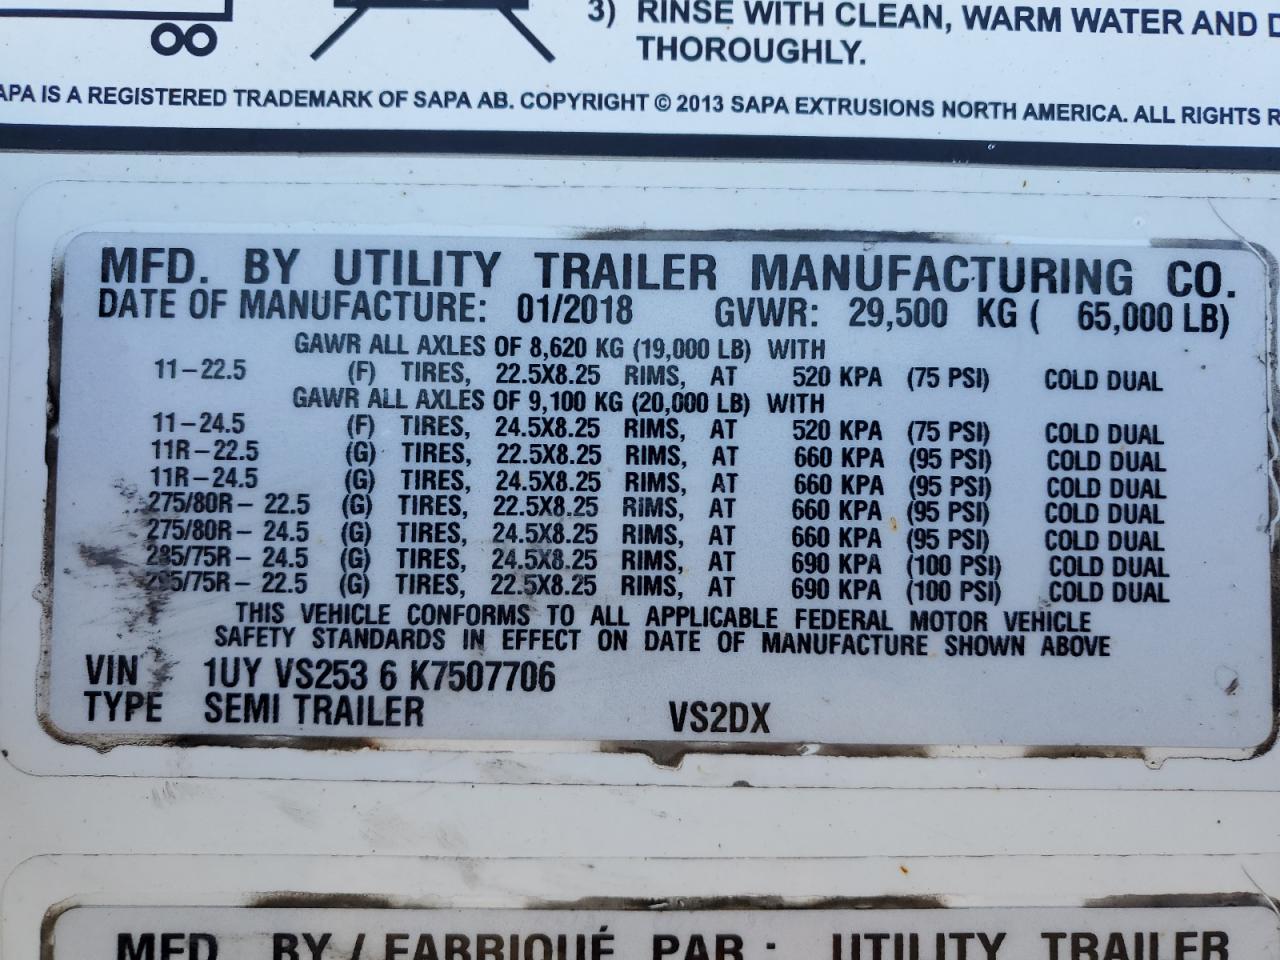 3) RINSE WITH CLEAN, WARM WATER AND
THOROUGHLY.
IS A REGISTERED TRADEMARK OF SAPA AB. COPYRIGHT © 2013 SAPA EXTRUSIONS NORTH AMERICA. ALL RIGHTS
MFD. BY UTILITY TRAILER MANUFACTURING CO.
DATE OF MANUFACTURE: 01/2018 GVWR: 29,500 KG ( 65,000 LB)
GAWR ALL AXLES OF 8,620 KG (19,000 LB) WITH
11-22.5 (F) TIRES, 22.5X8.25 RIMS, AT 520 KPA (75 PSI) COLD DUAL
GAWR ALL AXLES OF 9,100 KG (20,000 LB) WITH
11-24.5 (F) TIRES, 24.5X8.25 RIMS, AT 520 KPA (75 PSI) COLD DUAL
11R-22.5 (G) TIRES, 22.5X8.25 RIMS, AT 660 KPA (95 PSI) COLD DUAL
11R-24.5 (G) TIRES, 24.5X8.25 RIMS, AT 660 KPA (95 PSI) COLD DUAL
275/80R- 22.5 (G) TIRES, 22.5X8.25 RIMS, AT 660 KPA (95 PSI) COLD DUAL
275/80R- 24.5 (G) TIRES, 24.5X8.25 RIMS, AT 660 KPA (95 PSI) COLD DUAL
285/75R- 24.5 (G) TIRES, 24.5X8.25 RIMS, AT 690 KPA (100 PSI) COLD DUAL
295/75R- 22.5 (G) TIRES, 22.5X8.25 RIMS, AT 690 KPA (100 PSI) COLD DUAL
THIS VEHICLE CONFORMS TO ALL APPLICABLE FEDERAL MOTOR VEHICLE
SAFETY STANDARDS IN EFFECT ON DATE OF MANUFACTURE SHOWN ABOVE
VIN 1UY VS253 6 K7507706
TYPE SEMI TRAILER VS2DX
MFD. BY / FABRIQUÉ PAR : UTILITY TRAILER